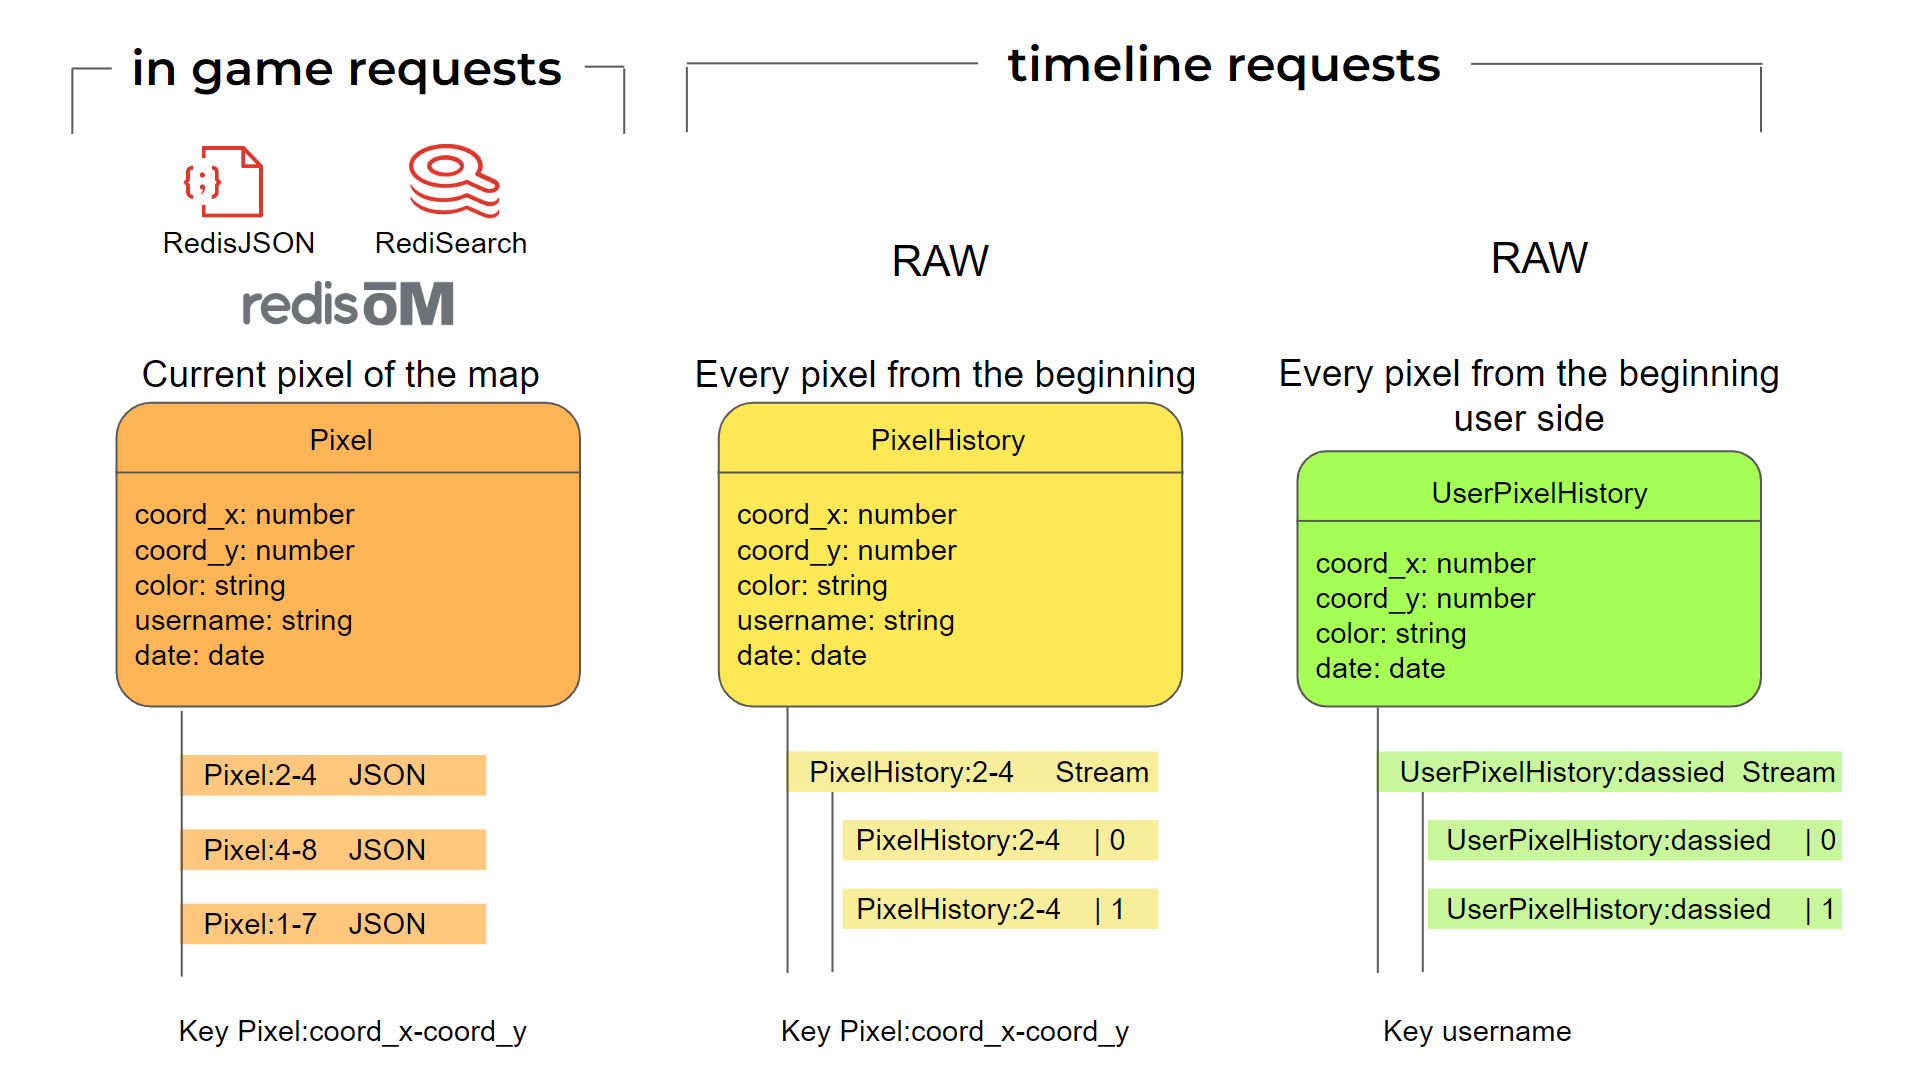 in game requests
timeline requests
{;}
RedisJSON
RediSearch
redisōM
RAW
RAW
Current pixel of the map
Every pixel from the beginning
Every pixel from the beginning
user side
Pixel
coord_x: number
coord_y: number
color: string
username: string
date: date
PixelHistory
coord_x: number
coord_y: number
color: string
username: string
date: date
UserPixelHistory
coord_x: number
coord_y: number
color: string
date: date
Pixel:2-4 JSON
Pixel:4-8 JSON
Pixel:1-7 JSON
PixelHistory:2-4 Stream
PixelHistory:2-4 | 0
PixelHistory:2-4 | 1
UserPixelHistory:dassied Stream
UserPixelHistory:dassied | 0
UserPixelHistory:dassied | 1
Key Pixel:coord_x-coord_y
Key Pixel:coord_x-coord_y
Key username